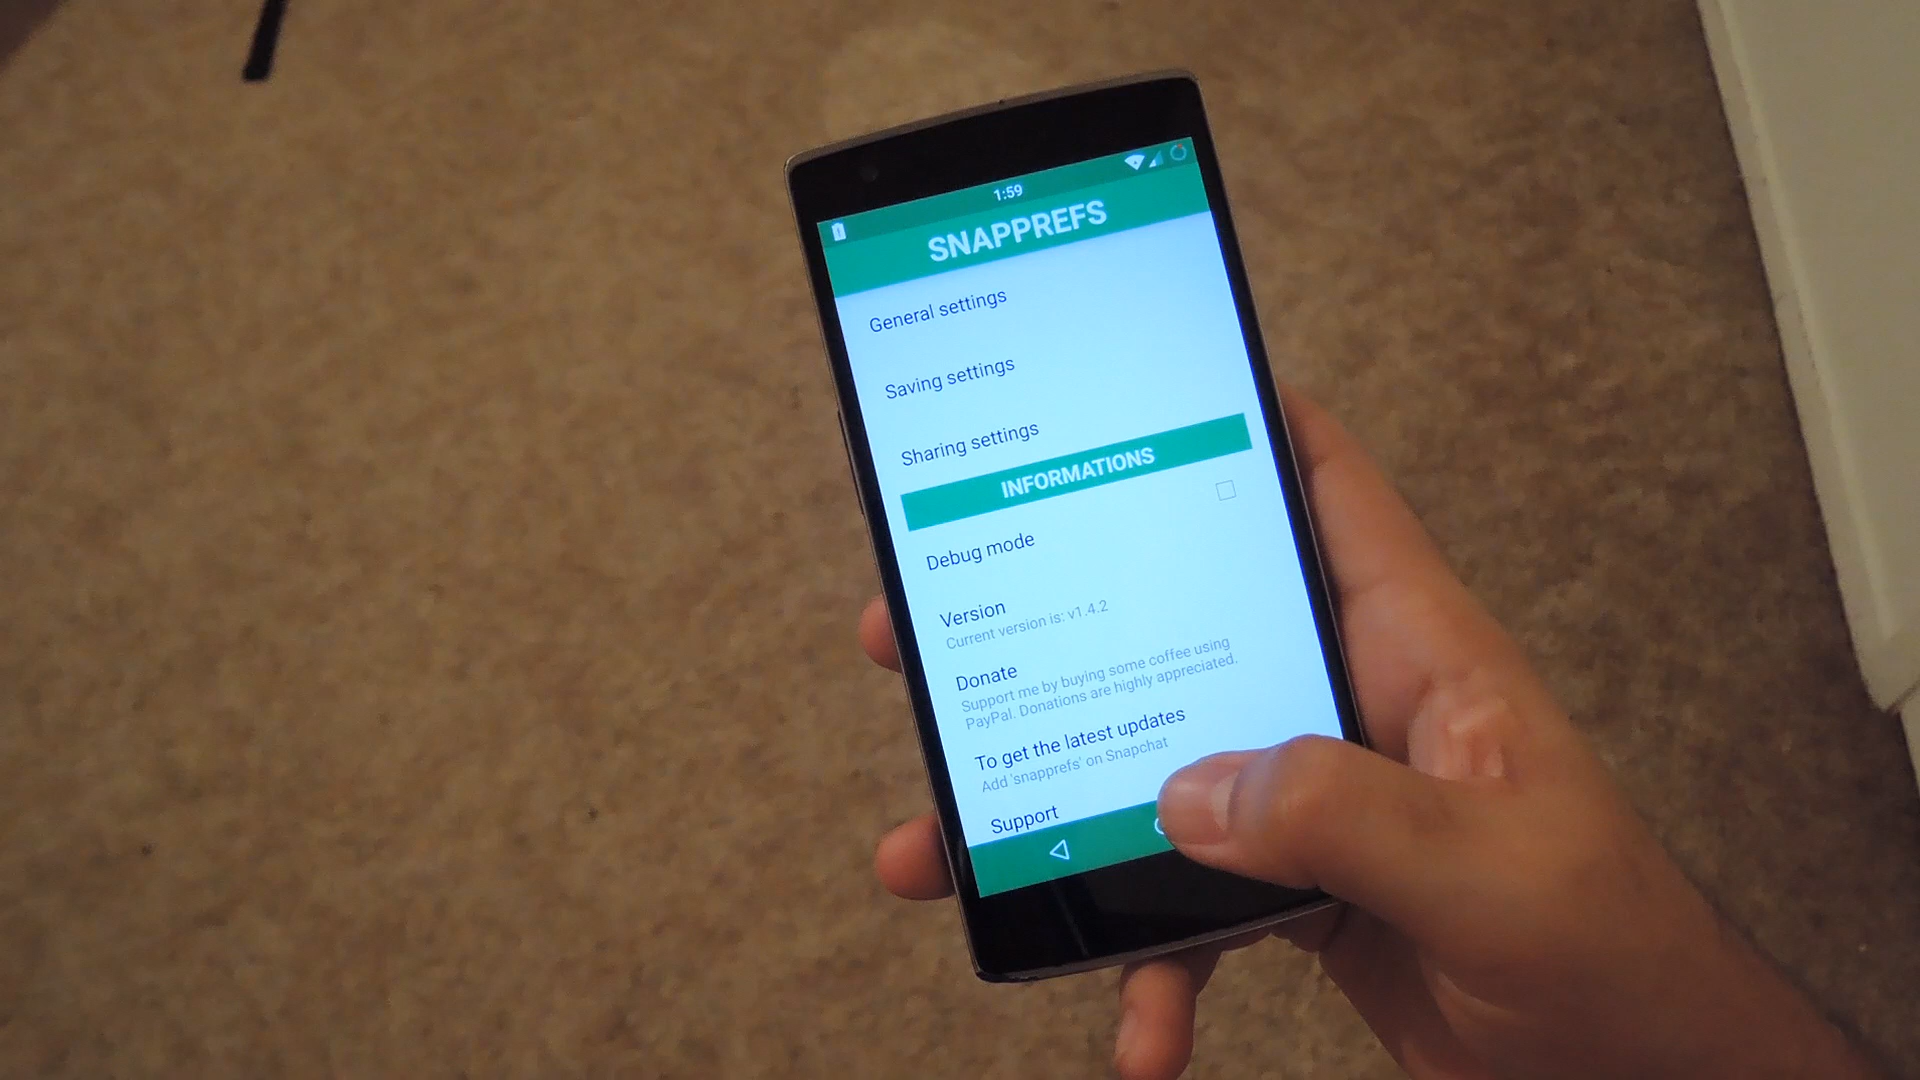 1:59
SNAPPREFS
General settings
Saving settings
Sharing settings
INFORMATIONS
Debug mode
Version
Current version is: v1.4.2
Donate
Support me by buying some coffee using
PayPal. Donations are highly appreciated.
To get the latest updates
Add 'snapprefs' on Snapchat
Support